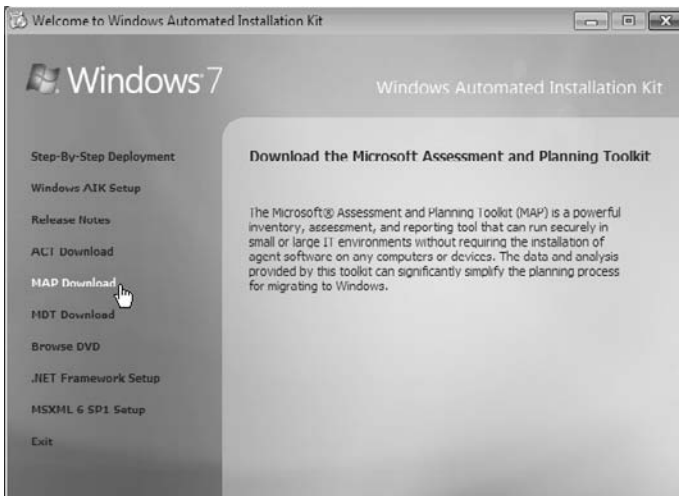 Welcome to Windows Automated Installation Kit
Windows 7
Windows Automated Installation Kit
Step-By-Step Deployment
Windows AIK Setup
Release Notes
ACT Download
MAP Download
MDT Download
Browse DVD
.NET Framework Setup
MSXML 6 SP1 Setup
Exit
Download the Microsoft Assessment and Planning Toolkit
The Microsoft® Assessment and Planning Toolkit (MAP) is a powerful
inventory, assessment, and reporting tool that can run securely in
small or large IT environments without requiring the installation of
agent software on any computers or devices. The data and analysis
provided by this toolkit can significantly simplify the planning process
for migrating to Windows.